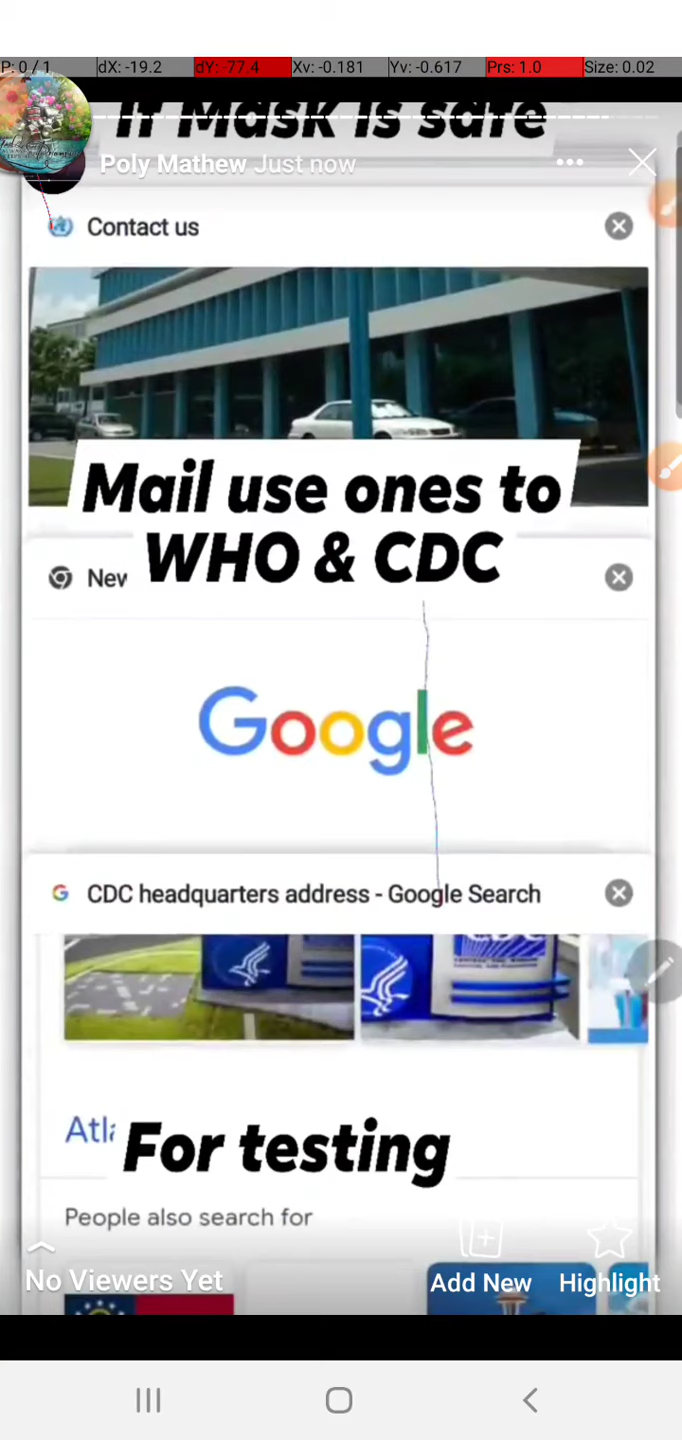 P: 0 / 1 dX: -19.2 dY: -77.4 Xv: -0.181 Yv: -0.617 Prs: 1.0 Size: 0.02
If Mask is safe
Poly Mathew Just now
Contact us
Mail use ones to
WHO & CDC
New
Google
CDC headquarters address - Google Search
Atla
For testing
People also search for
No Viewers Yet
Add New
Highlight